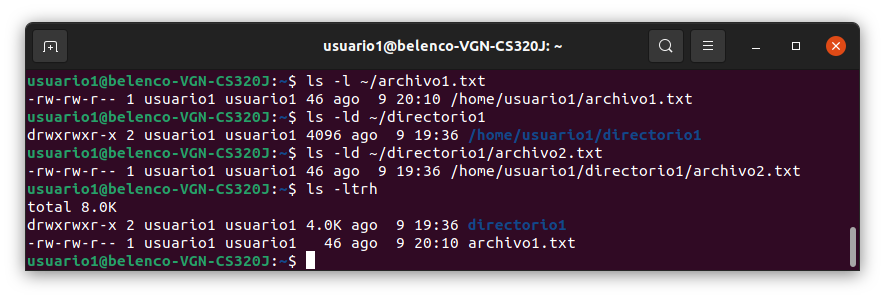 usuario1@belenco-VGN-CS320J: ~
usuario1@belenco-VGN-CS320J:~$ ls -l ~/archivo1.txt
-rw-rw-r-- 1 usuario1 usuario1 46 ago  9 20:10 /home/usuario1/archivo1.txt
usuario1@belenco-VGN-CS320J:~$ ls -ld ~/directorio1
drwxrwxr-x 2 usuario1 usuario1 4096 ago  9 19:36 /home/usuario1/directorio1
usuario1@belenco-VGN-CS320J:~$ ls -ld ~/directorio1/archivo2.txt
-rw-rw-r-- 1 usuario1 usuario1 46 ago  9 19:36 /home/usuario1/directorio1/archivo2.txt
usuario1@belenco-VGN-CS320J:~$ ls -ltrh
total 8.0K
drwxrwxr-x 2 usuario1 usuario1 4.0K ago  9 19:36 directorio1
-rw-rw-r-- 1 usuario1 usuario1   46 ago  9 20:10 archivo1.txt
usuario1@belenco-VGN-CS320J:~$